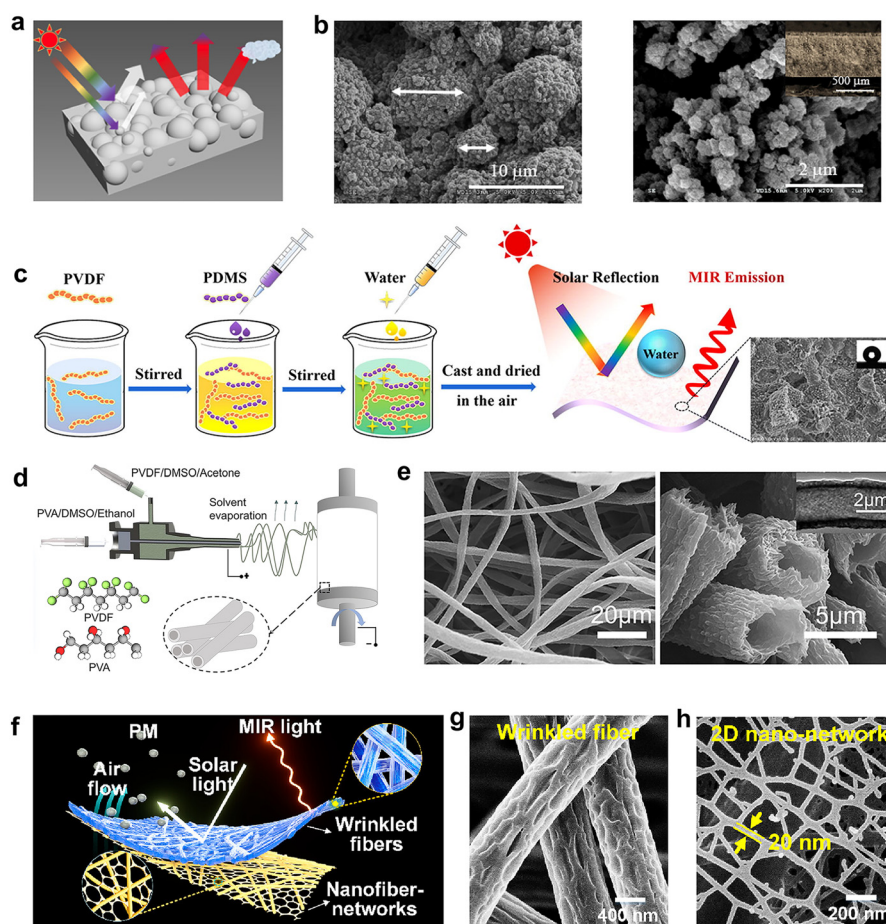 a
b
10 µm
500 µm
2 µm
c
PVDF
PDMS
Water
Solar Reflection
MIR Emission
Water
Stirred
Stirred
Cast and dried
in the air
d
PVDF/DMSO/Acetone
PVA/DMSO/Ethanol
Solvent
evaporation
+
PVDF
PVA
-
e
20µm
2µm
5µm
f
PM
MIR light
Air
flow
Solar
light
Wrinkled
fibers
Nanofiber-
networks
g
Wrinkled fiber
400 nm
h
2D nano-network
20 nm
200 nm